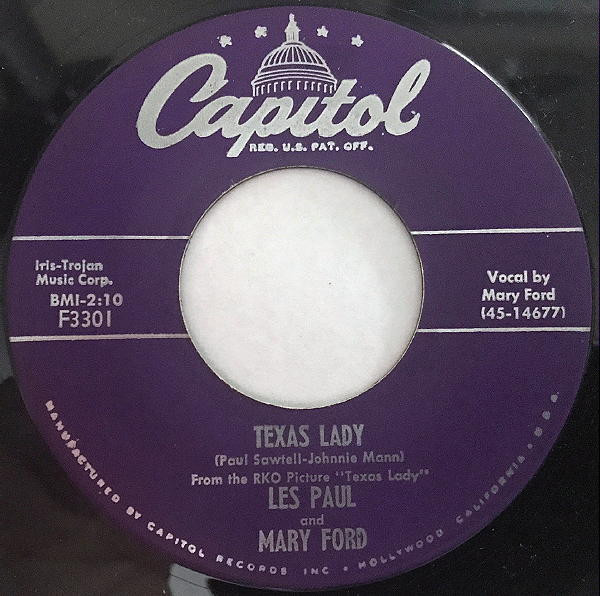 Capitol
REG. U.S. PAT. OFF.
Iris-Trojan
Music Corp.
BMI-2:10
F3301
Vocal by
Mary Ford
(45-14677)
TEXAS LADY
(Paul Sawtell-Johnnie Mann)
From the RKO Picture "Texas Lady"
LES PAUL
and
MARY FORD
MANUFACTURED BY CAPITOL RECORDS INC • HOLLYWOOD CALIFORNIA • U.S.A.